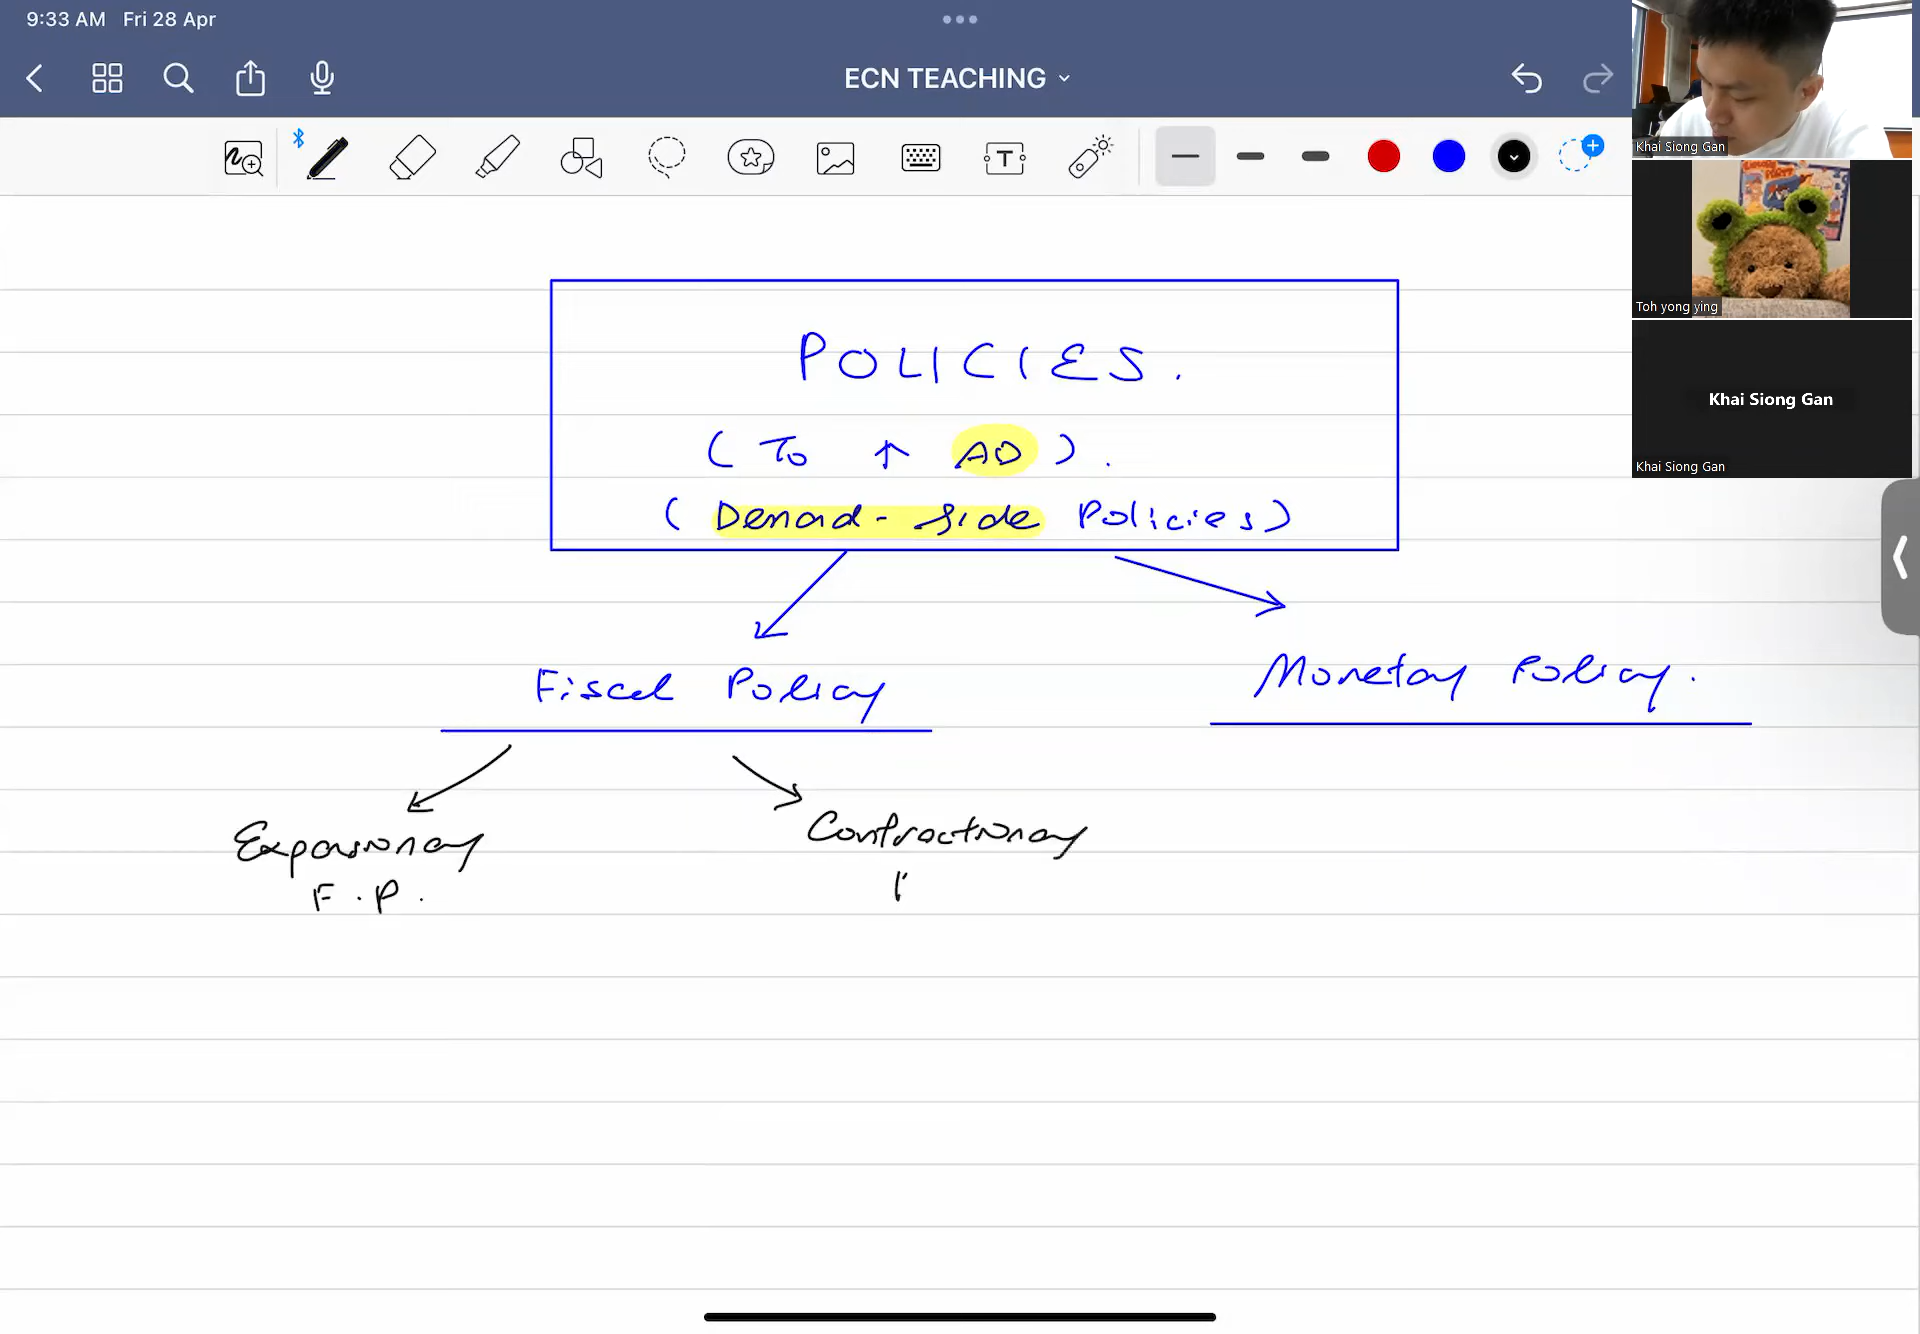 9:33 AM Fri 28 Apr
ECN TEACHING
Khai Siong Gan
Toh yong ying
Khai Siong Gan
Khai Siong Gan
POLICIES.
( To ↑ AD ).
( Demand-side Policies)
Fiscal Policy
Monetary Policy.
Expansionary
F.P.
Contractionary